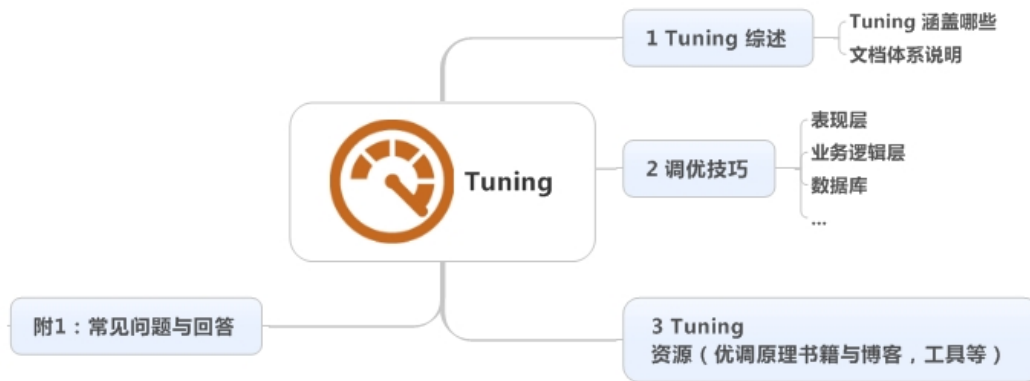 1 Tuning 综述
Tuning 涵盖哪些
文档体系说明
Tuning
2 调优技巧
表现层
业务逻辑层
数据库
...
附1：常见问题与回答
3 Tuning
资源（优调原理书籍与博客，工具等）